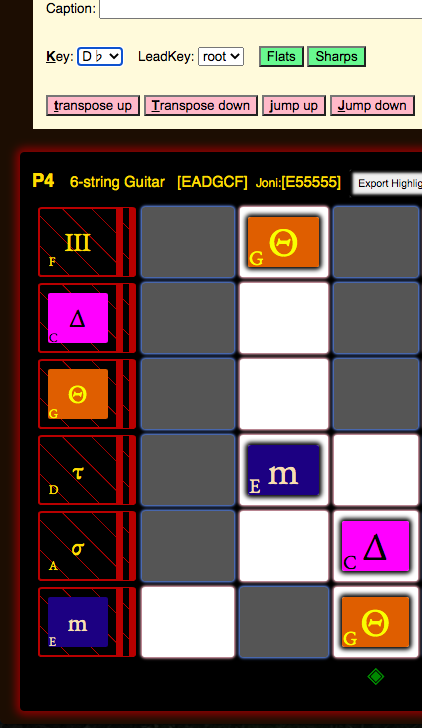 Caption:
Key: D♭ LeadKey: root Flats Sharps
transpose up Transpose down jump up Jump down
P4 6-string Guitar [EADGCF] Joni:[E55555] Export Highlig
III F Θ G
Δ C
Θ G
τ D m E
σ A Δ C
m E Θ G